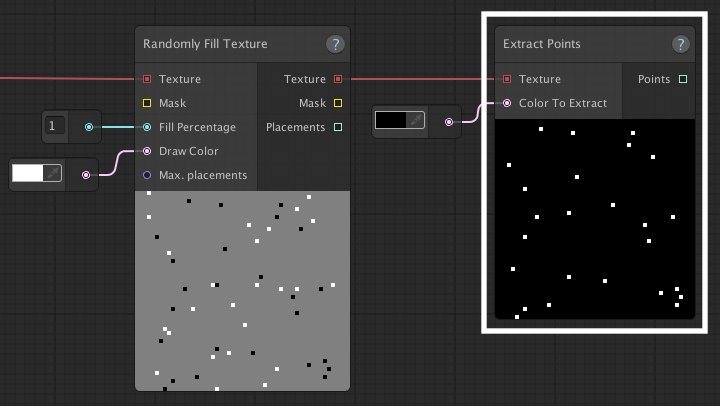 Randomly Fill Texture ?
Extract Points ?
Texture Texture
Texture Points
Mask Mask
Color To Extract
1
Fill Percentage Placements
Draw Color
Max. placements